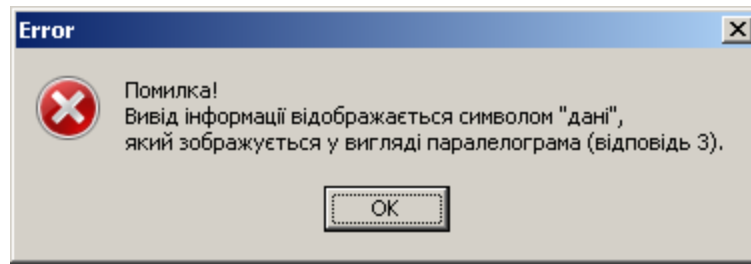 Error
Помилка!
Вивід інформації відображається символом "дані",
який зображується у вигляді паралелограма (відповідь 3).
OK